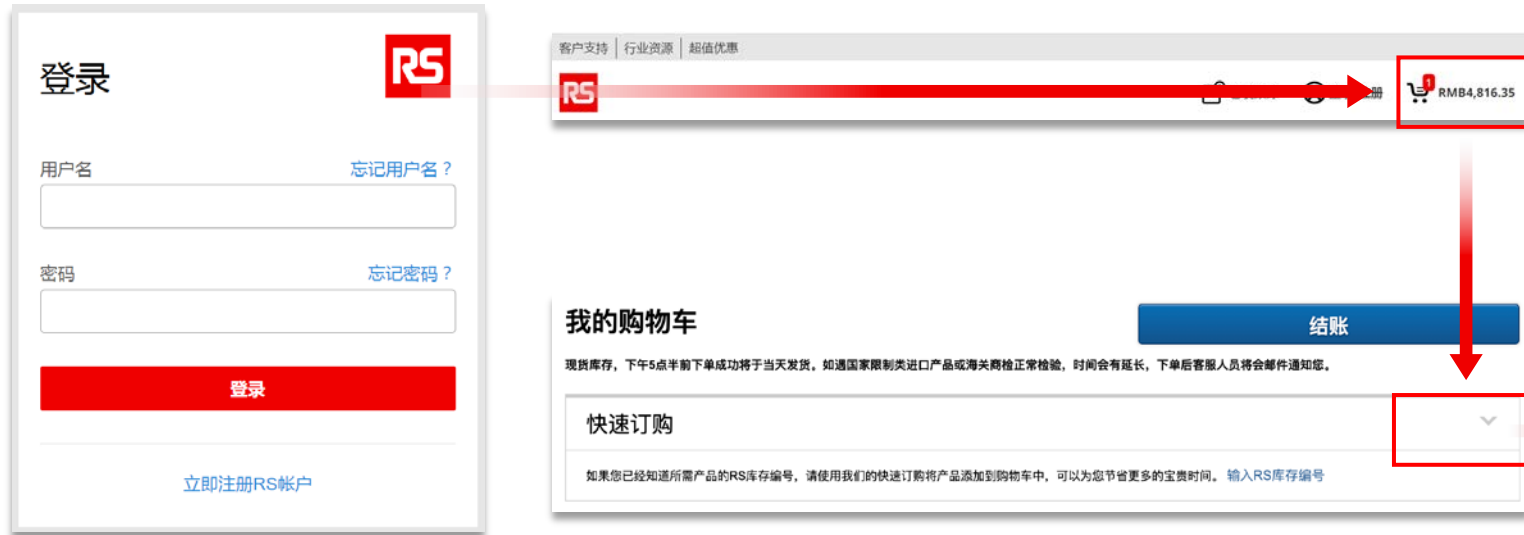 登录
RS
用户名
忘记用户名？
密码
忘记密码？
登录
立即注册RS帐户
客户支持 | 行业资源 | 超值优惠
RS
册
1
RMB4,816.35
我的购物车
结账
现货库存，下午5点半前下单成功将于当天发货。如遇国家限制类进口产品或海关商检正常检验，时间会有延长，下单后客服人员将会邮件通知您。
快速订购
如果您已经知道所需产品的RS库存编号，请使用我们的快速订购将产品添加到购物车中，可以为您节省更多的宝贵时间。 输入RS库存编号